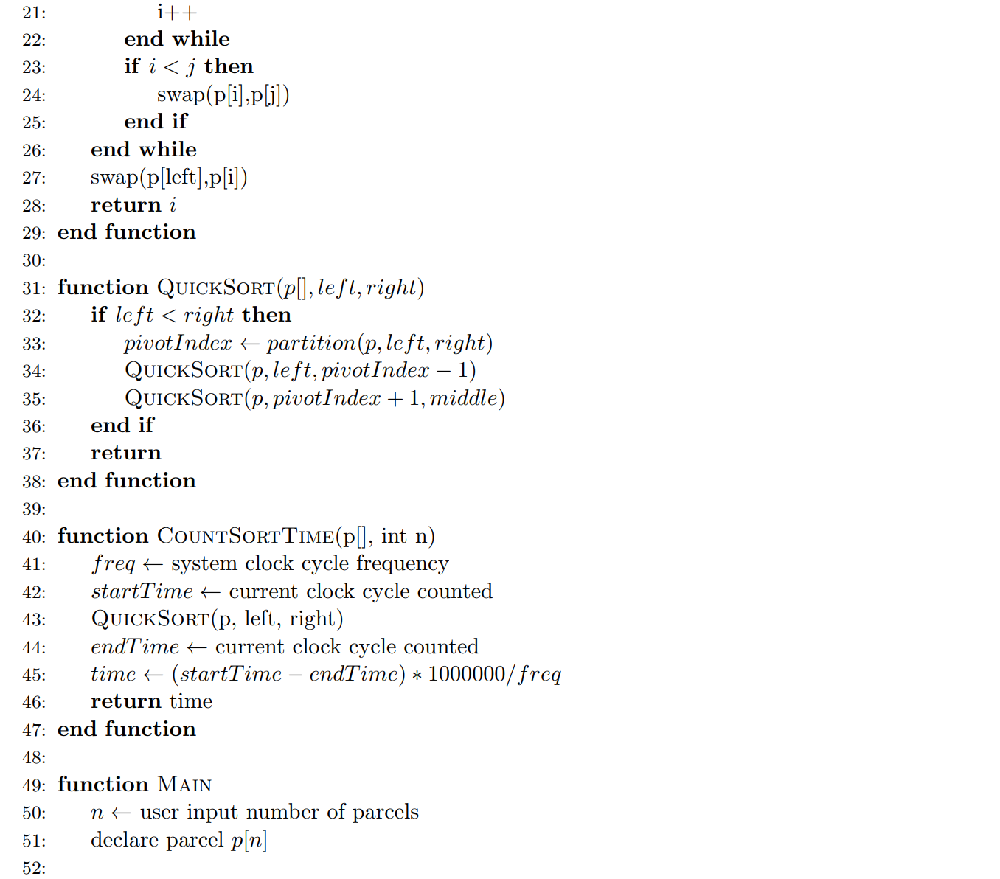 21: i++
22: end while
23: if i < j then
24: swap(p[i],p[j])
25: end if
26: end while
27: swap(p[left],p[i])
28: return i
29: end function
30:
31: function QUICKSORT(p[], left, right)
32: if left < right then
33: pivotIndex ← partition(p, left, right)
34: QUICKSORT(p, left, pivotIndex − 1)
35: QUICKSORT(p, pivotIndex + 1, middle)
36: end if
37: return
38: end function
39:
40: function COUNTSORTTIME(p[], int n)
41: freq ← system clock cycle frequency
42: startTime ← current clock cycle counted
43: QUICKSORT(p, left, right)
44: endTime ← current clock cycle counted
45: time ← (startTime − endTime) ∗ 1000000/freq
46: return time
47: end function
48:
49: function MAIN
50: n ← user input number of parcels
51: declare parcel p[n]
52: